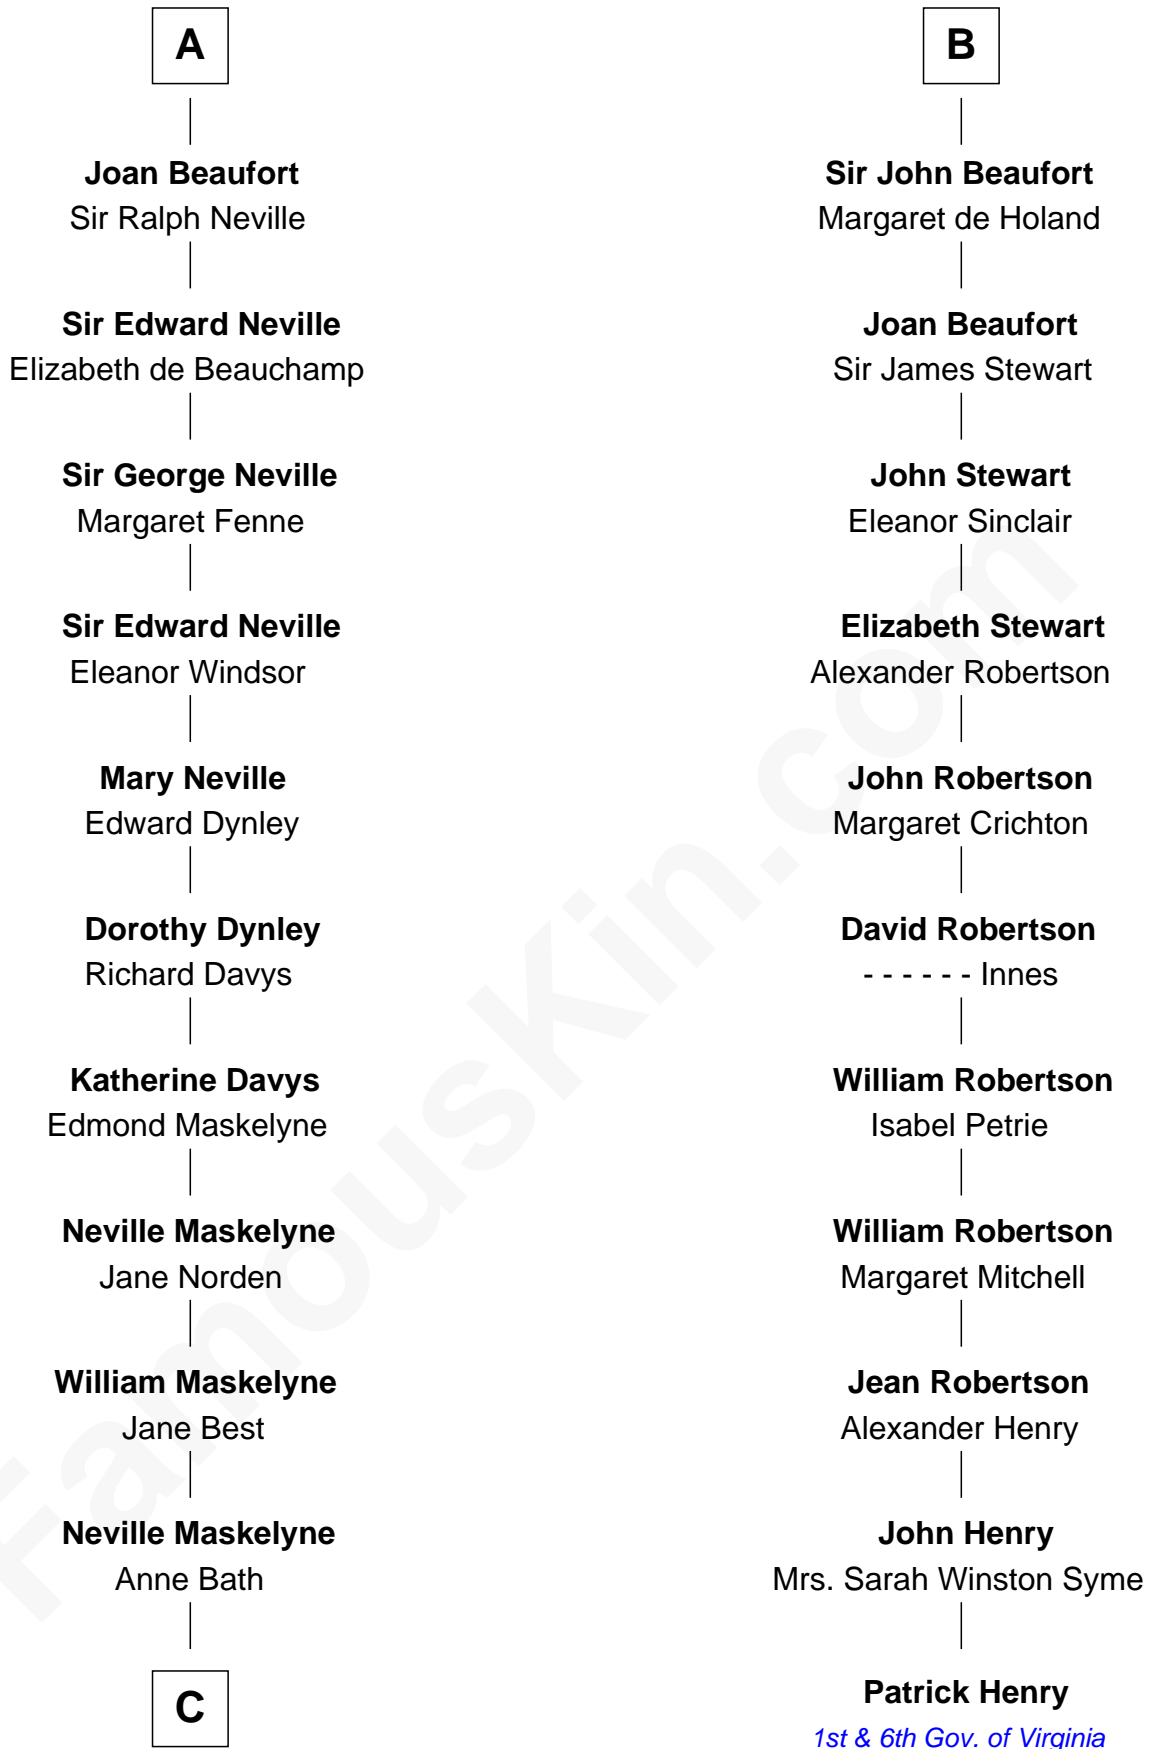 A
Joan Beaufort
Sir Ralph Neville
Sir Edward Neville
Elizabeth de Beauchamp
Sir George Neville
Margaret Fenne
Sir Edward Neville
Eleanor Windsor
Mary Neville
Edward Dynley
Dorothy Dynley
Richard Davys
Katherine Davys
Edmond Maskelyne
Neville Maskelyne
Jane Norden
William Maskelyne
Jane Best
Neville Maskelyne
Anne Bath
C
B
Sir John Beaufort
Margaret de Holand
Joan Beaufort
Sir James Stewart
John Stewart
Eleanor Sinclair
Elizabeth Stewart
Alexander Robertson
John Robertson
Margaret Crichton
David Robertson
- - - - - - Innes
William Robertson
Isabel Petrie
William Robertson
Margaret Mitchell
Jean Robertson
Alexander Henry
John Henry
Mrs. Sarah Winston Syme
Patrick Henry
1st & 6th Gov. of Virginia
FamousKin.com